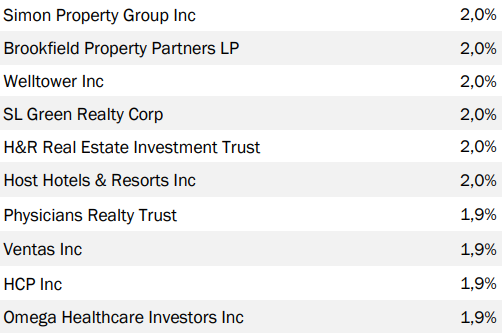 Simon Property Group Inc 2,0%
Brookfield Property Partners LP 2,0%
Welltower Inc 2,0%
SL Green Realty Corp 2,0%
H&R Real Estate Investment Trust 2,0%
Host Hotels & Resorts Inc 2,0%
Physicians Realty Trust 1,9%
Ventas Inc 1,9%
HCP Inc 1,9%
Omega Healthcare Investors Inc 1,9%